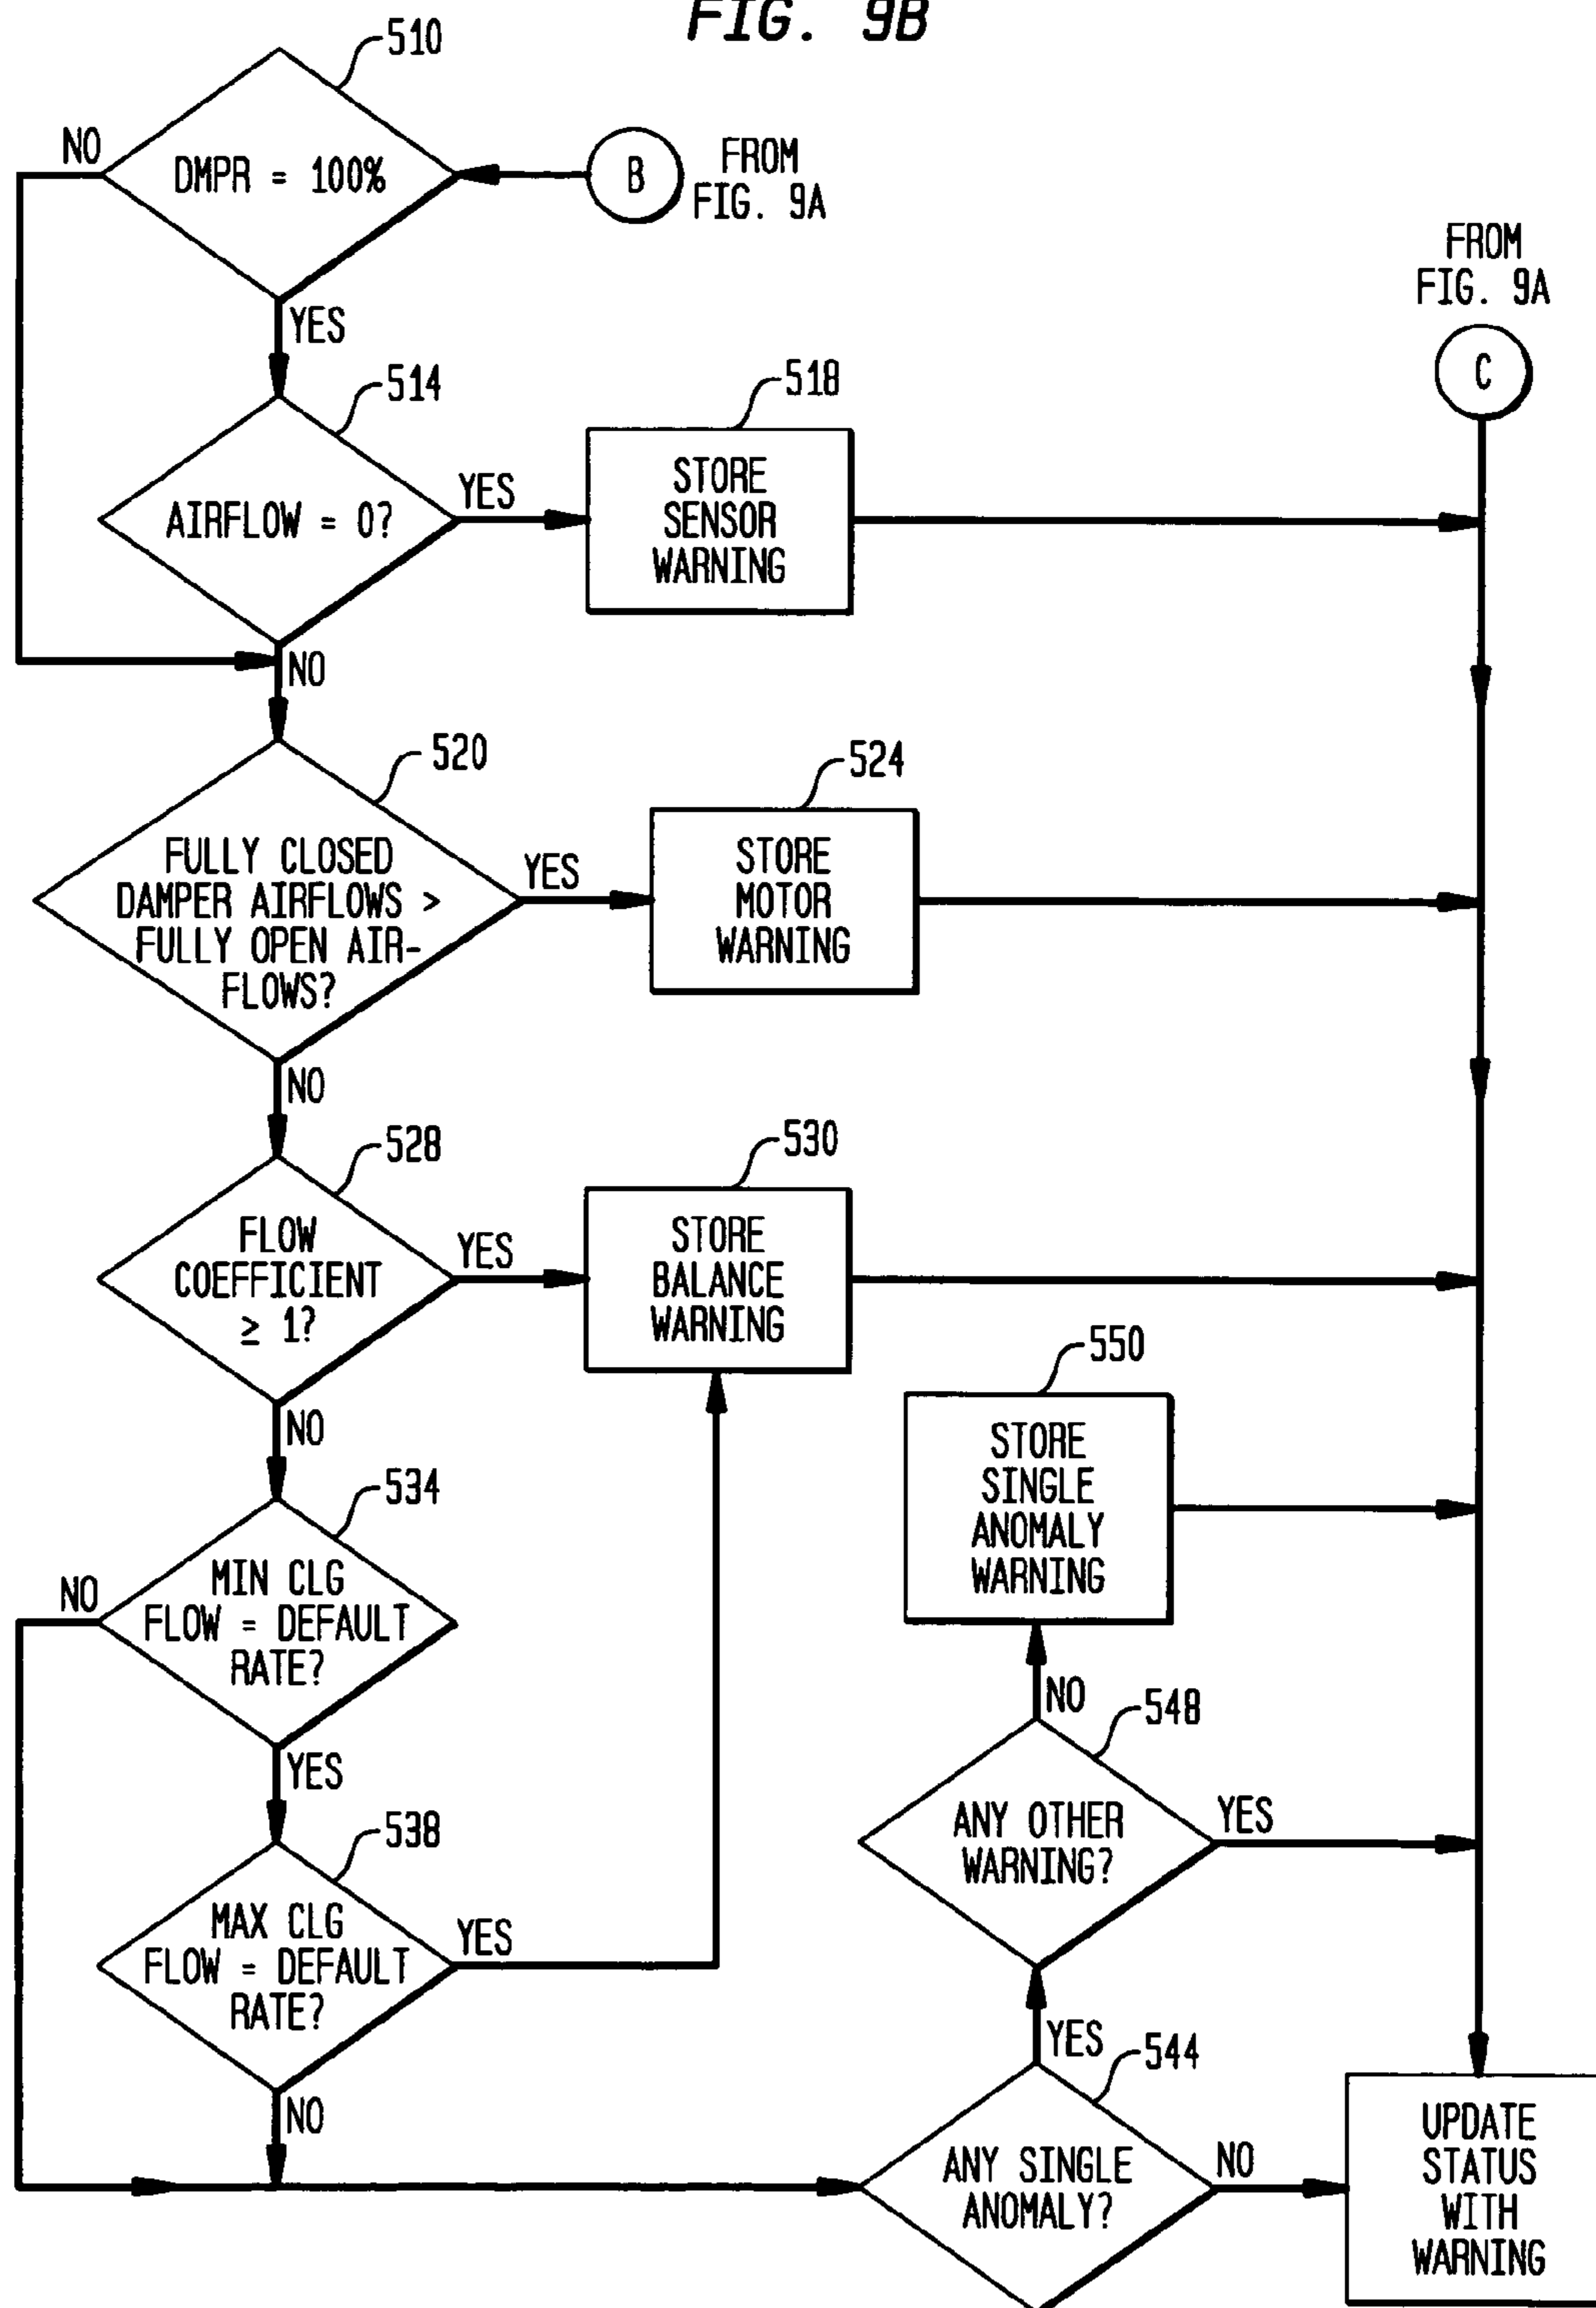 FIG. 9B
510
NO
DMPR = 100%
B
FROM
FIG. 9A
YES
FROM
FIG. 9A
C
514
AIRFLOW = 0?
YES
518
STORE
SENSOR
WARNING
NO
520
FULLY CLOSED
DAMPER AIRFLOWS >
FULLY OPEN AIR-
FLOWS?
YES
524
STORE
MOTOR
WARNING
NO
528
FLOW
COEFFICIENT
≥ 1?
YES
530
STORE
BALANCE
WARNING
NO
534
NO
MIN CLG
FLOW = DEFAULT
RATE?
YES
538
MAX CLG
FLOW = DEFAULT
RATE?
YES
NO
550
STORE
SINGLE
ANOMALY
WARNING
NO
548
ANY OTHER
WARNING?
YES
YES
544
ANY SINGLE
ANOMALY?
NO
UPDATE
STATUS
WITH
WARNING